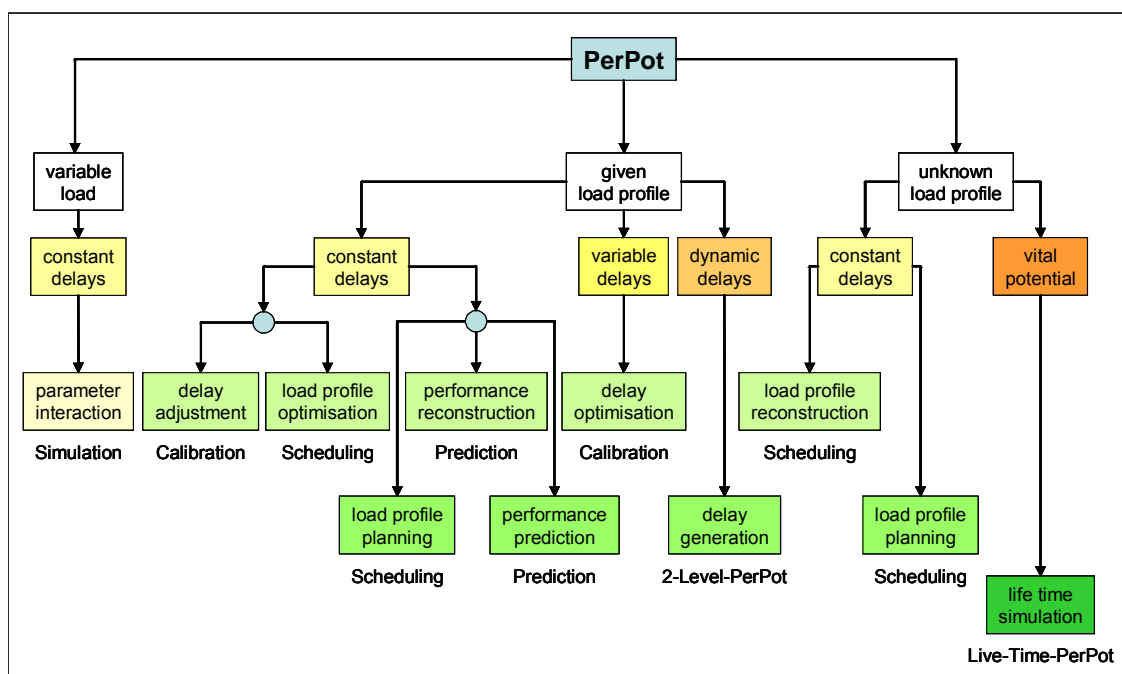 PerPot
variable
load
given
load profile
unknown
load profile
constant
delays
constant
delays
variable
delays
dynamic
delays
constant
delays
vital
potential
parameter
interaction
delay
adjustment
load profile
optimisation
performance
reconstruction
delay
optimisation
load profile
reconstruction
Simulation
Calibration
Scheduling
Prediction
Calibration
Scheduling
load profile
planning
performance
prediction
delay
generation
load profile
planning
Scheduling
Prediction
2-Level-PerPot
Scheduling
life time
simulation
Live-Time-PerPot